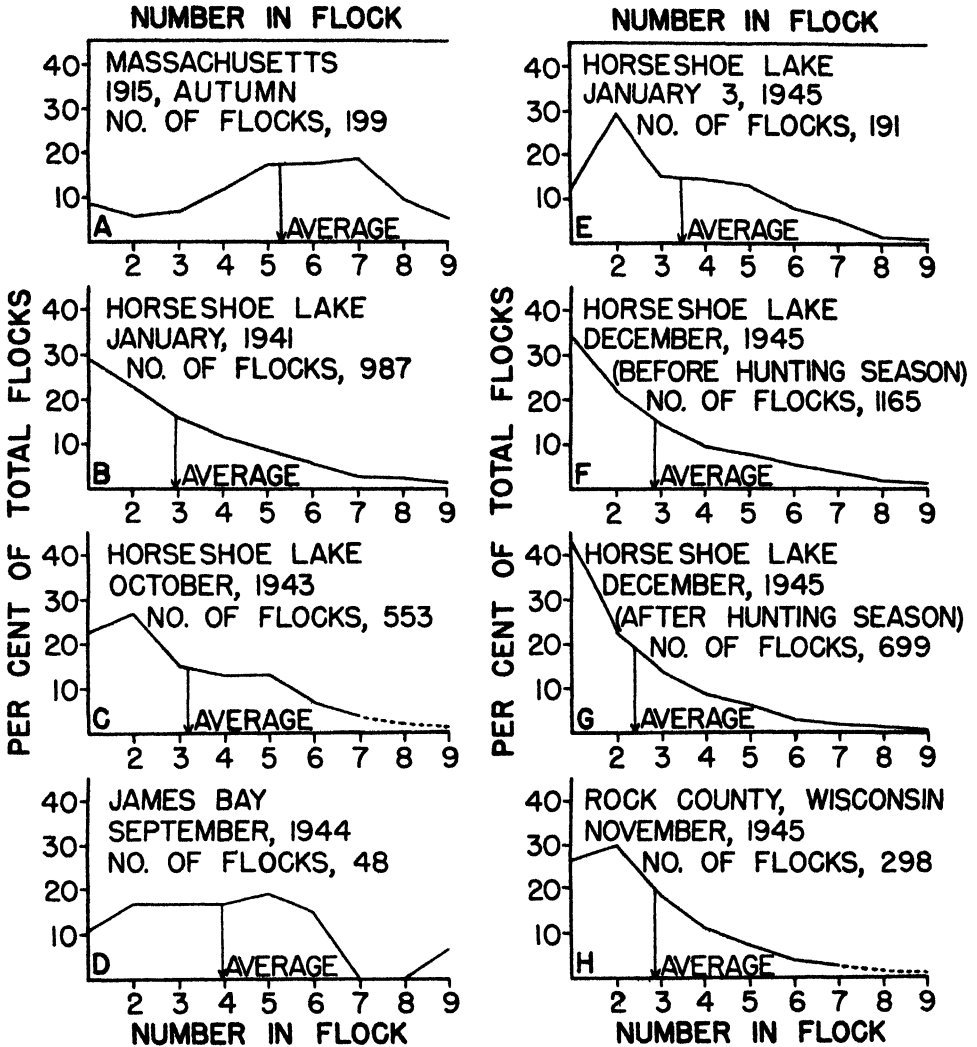 NUMBER IN FLOCK
40
30
20
10
MASSACHUSETTS
1915, AUTUMN
NO. OF FLOCKS, 199
A
AVERAGE
2 3 4 5 6 7 8 9
PER CENT OF TOTAL FLOCKS
40
30
20
10
HORSESHOE LAKE
JANUARY, 1941
NO. OF FLOCKS, 987
B
AVERAGE
2 3 4 5 6 7 8 9
40
30
20
10
HORSESHOE LAKE
OCTOBER, 1943
NO. OF FLOCKS, 553
C
AVERAGE
2 3 4 5 6 7 8 9
40
30
20
10
JAMES BAY
SEPTEMBER, 1944
NO. OF FLOCKS, 48
D
AVERAGE
2 3 4 5 6 7 8 9
NUMBER IN FLOCK
NUMBER IN FLOCK
40
30
20
10
HORSESHOE LAKE
JANUARY 3, 1945
NO. OF FLOCKS, 191
E
AVERAGE
2 3 4 5 6 7 8 9
PER CENT OF TOTAL FLOCKS
40
30
20
10
HORSESHOE LAKE
DECEMBER, 1945
(BEFORE HUNTING SEASON)
NO. OF FLOCKS, 1165
F
AVERAGE
2 3 4 5 6 7 8 9
40
30
20
10
HORSESHOE LAKE
DECEMBER, 1945
(AFTER HUNTING SEASON)
NO. OF FLOCKS, 699
G
AVERAGE
2 3 4 5 6 7 8 9
40
30
20
10
ROCK COUNTY, WISCONSIN
NOVEMBER, 1945
NO. OF FLOCKS, 298
H
AVERAGE
2 3 4 5 6 7 8 9
NUMBER IN FLOCK